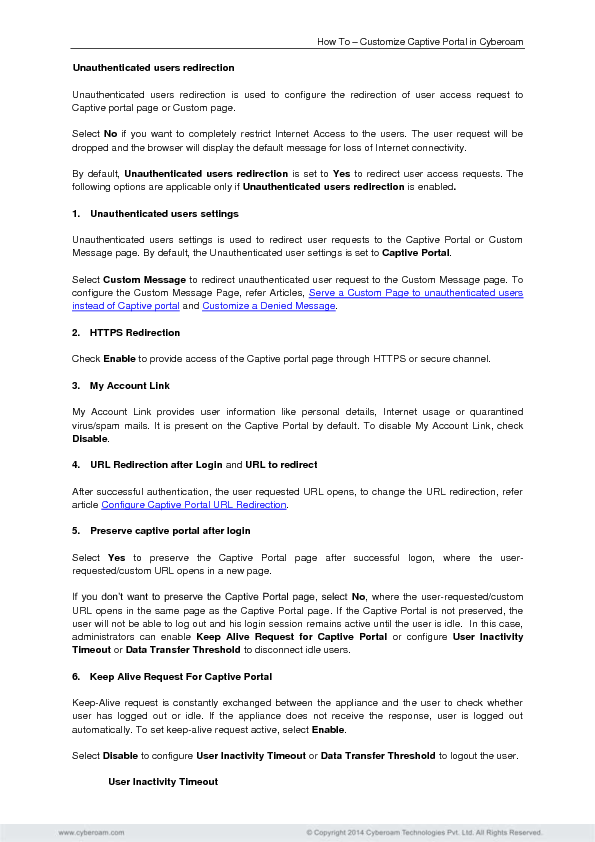 How To – Customize Captive Portal in Cyberoam
Unauthenticated users redirection
Unauthenticated users redirection is used to configure the redirection of user access request to
Captive portal page or Custom page.
Select No if you want to completely restrict Internet Access to the users. The user request will be
dropped and the browser will display the default message for loss of Internet connectivity.
By default, Unauthenticated users redirection is set to Yes to redirect user access requests. The
following options are applicable only if Unauthenticated users redirection is enabled.
1. Unauthenticated users settings
Unauthenticated users settings is used to redirect user requests to the Captive Portal or Custom
Message page. By default, the Unauthenticated user settings is set to Captive Portal.
Select Custom Message to redirect unauthenticated user request to the Custom Message page. To
configure the Custom Message Page, refer Articles, Serve a Custom Page to unauthenticated users
instead of Captive portal and Customize a Denied Message.
2. HTTPS Redirection
Check Enable to provide access of the Captive portal page through HTTPS or secure channel.
3. My Account Link
My Account Link provides user information like personal details, Internet usage or quarantined
virus/spam mails. It is present on the Captive Portal by default. To disable My Account Link, check
Disable.
4. URL Redirection after Login and URL to redirect
After successful authentication, the user requested URL opens, to change the URL redirection, refer
article Configure Captive Portal URL Redirection.
5. Preserve captive portal after login
Select Yes to preserve the Captive Portal page after successful logon, where the user-
requested/custom URL opens in a new page.
If you don't want to preserve the Captive Portal page, select No, where the user-requested/custom
URL opens in the same page as the Captive Portal page. If the Captive Portal is not preserved, the
user will not be able to log out and his login session remains active until the user is idle. In this case,
administrators can enable Keep Alive Request for Captive Portal or configure User Inactivity
Timeout or Data Transfer Threshold to disconnect idle users.
6. Keep Alive Request For Captive Portal
Keep-Alive request is constantly exchanged between the appliance and the user to check whether
user has logged out or idle. If the appliance does not receive the response, user is logged out
automatically. To set keep-alive request active, select Enable.
Select Disable to configure User Inactivity Timeout or Data Transfer Threshold to logout the user.
User Inactivity Timeout
www.cyberoam.com © Copyright 2014 Cyberoam Technologies Pvt. Ltd. All Rights Reserved.